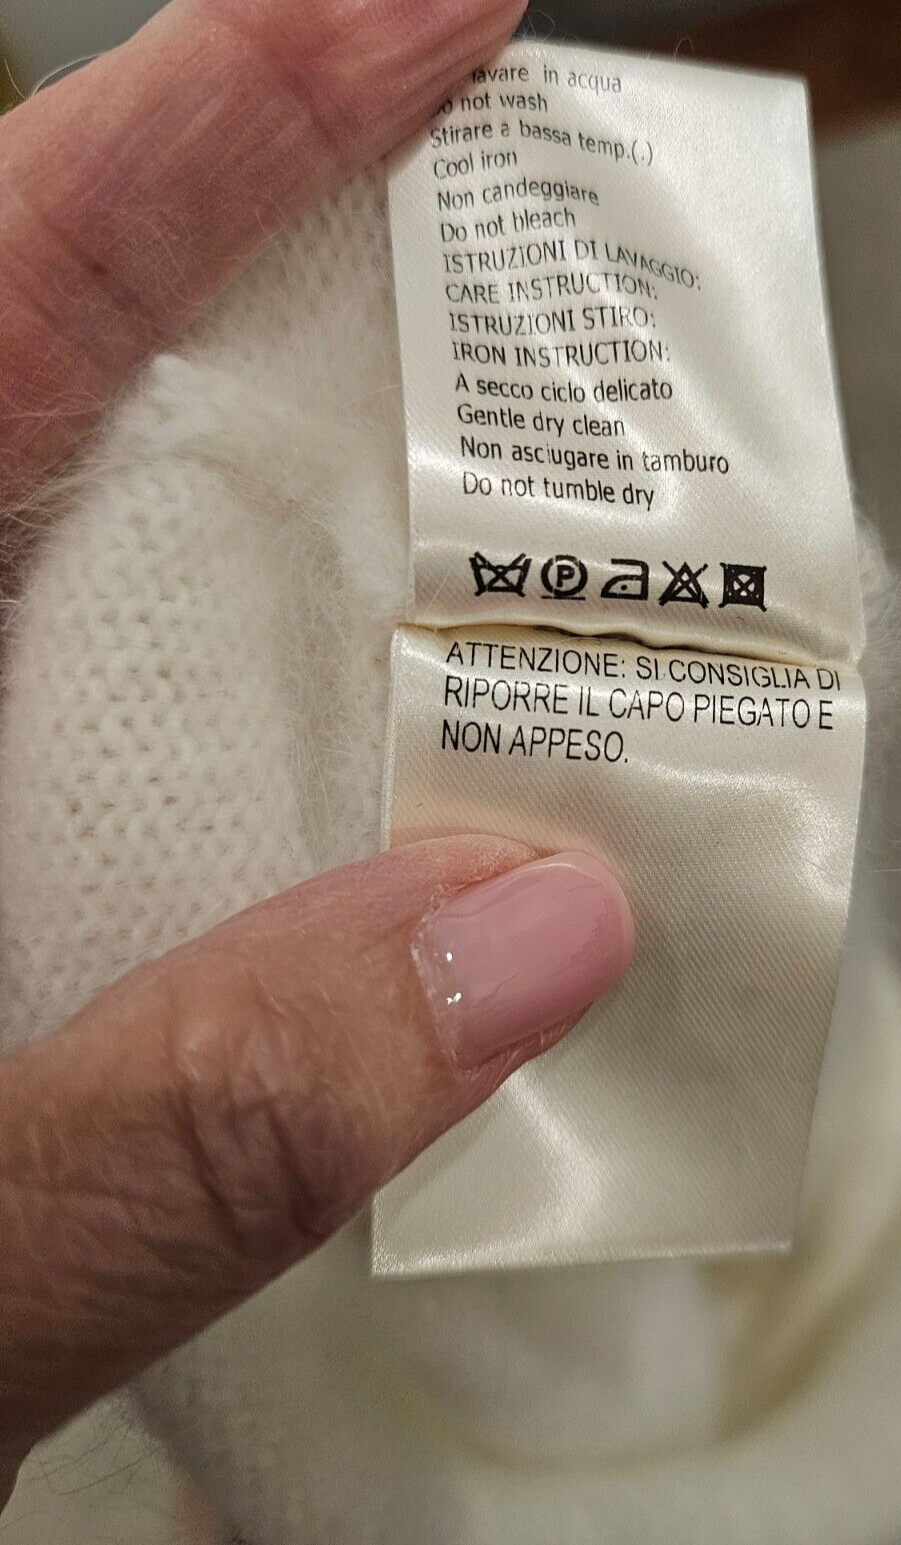 lavare in acqua
not wash
Stirare a bassa temp.(.)
Cool iron
Non candeggiare
Do not bleach
ISTRUZIONI DI LAVAGGIO:
CARE INSTRUCTION:
ISTRUZIONI STIRO:
IRON INSTRUCTION:
A secco ciclo delicato
Gentle dry clean
Non asciugare in tamburo
Do not tumble dry
P
ATTENZIONE: SI CONSIGLIA DI
RIPORRE IL CAPO PIEGATO E
NON APPESO.